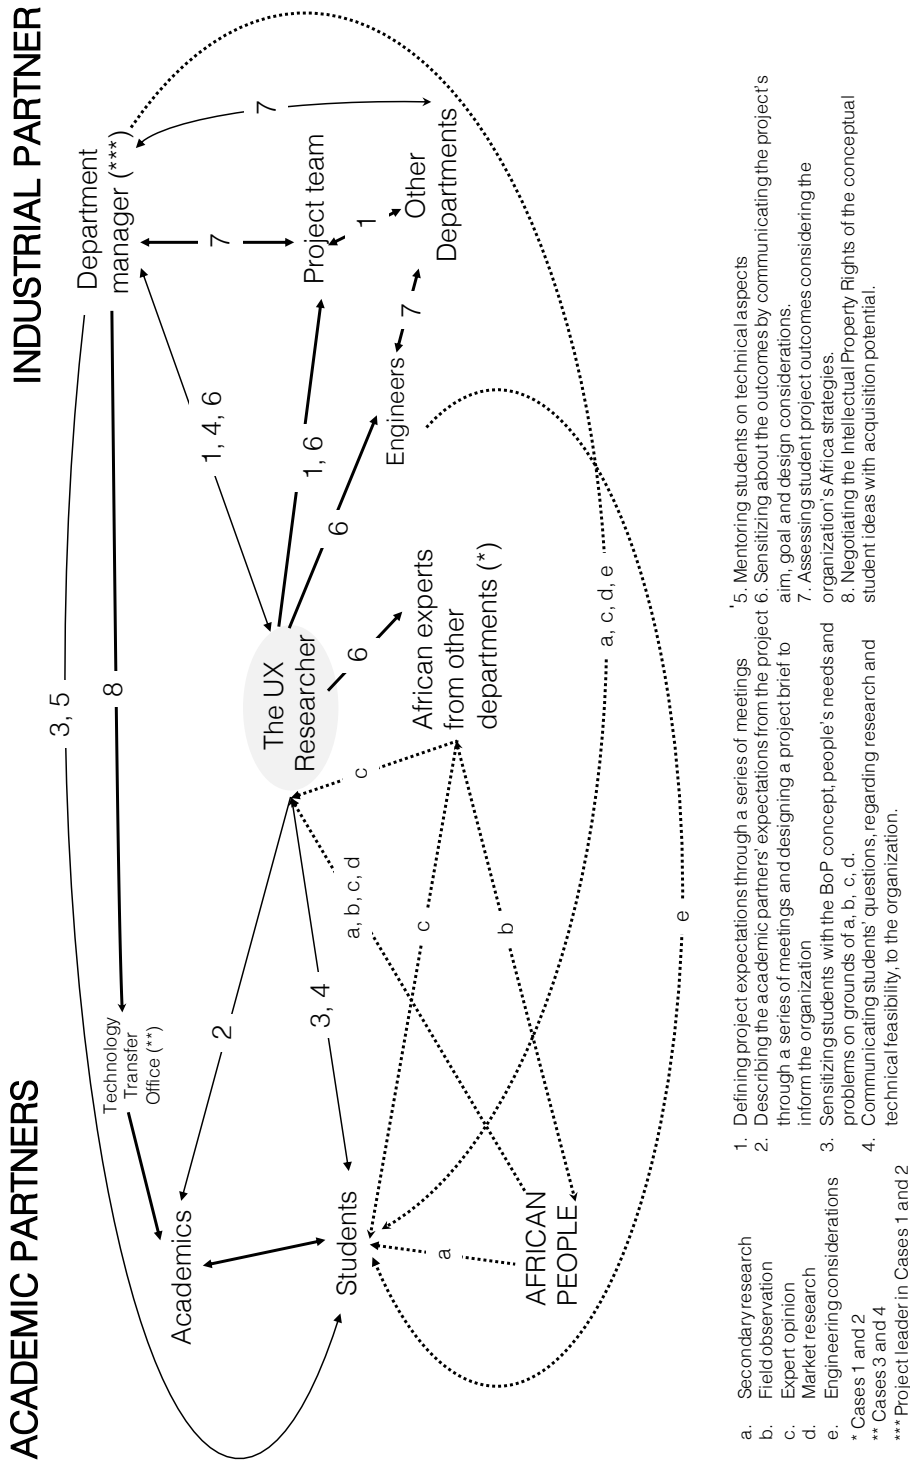 ACADEMIC PARTNERS
INDUSTRIAL PARTNER
3, 5
Technology
Transfer
Office (**)
8
Department
manager (***)
7
7
Academics
2
1, 4, 6
The UX
Researcher
1, 6
Project team
1
Other
Departments
Students
3, 4
6
Engineers
7
6
African experts
from other
departments (*)
c
a, b, c, d
c
b
a
AFRICAN
PEOPLE
a, c, d, e
e
a. Secondary research
b. Field observation
c. Expert opinion
d. Market research
e. Engineering considerations
* Cases 1 and 2
** Cases 3 and 4
*** Project leader in Cases 1 and 2
1. Defining project expectations through a series of meetings
2. Describing the academic partners' expectations from the project
through a series of meetings and designing a project brief to
inform the organization
3. Sensitizing students with the BoP concept, people's needs and
problems on grounds of a, b, c, d.
4. Communicating students' questions, regarding research and
technical feasibility, to the organization.
5. Mentoring students on technical aspects
6. Sensitizing about the outcomes by communicating the project's
aim, goal and design considerations.
7. Assessing student project outcomes considering the
organization's Africa strategies.
8. Negotiating the Intellectual Property Rights of the conceptual
student ideas with acquisition potential.